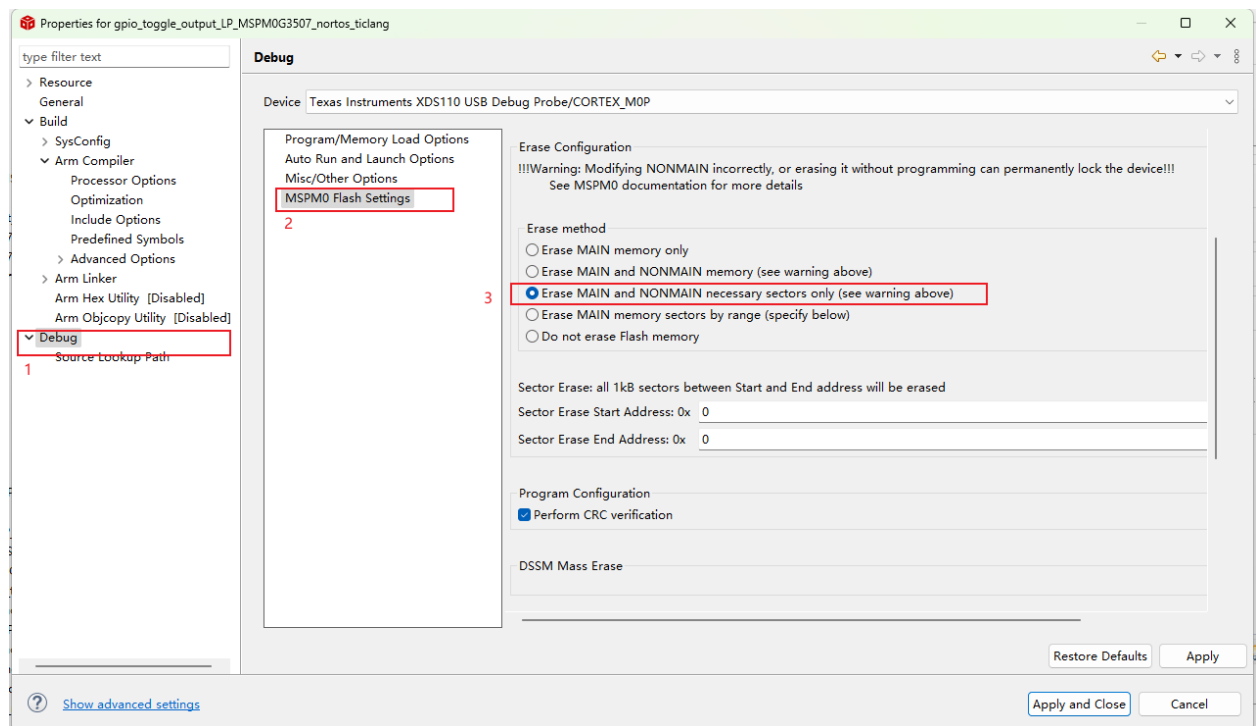 Properties for gpio_toggle_output_LP_MSPM0G3507_nortos_ticlang
type filter text
Debug
Resource
General
Build
SysConfig
Arm Compiler
Processor Options
Optimization
Include Options
Predefined Symbols
Advanced Options
Arm Linker
Arm Hex Utility [Disabled]
Arm Objcopy Utility [Disabled]
Debug
Source Lookup Path
1
Device Texas Instruments XDS110 USB Debug Probe/CORTEX_M0P
Program/Memory Load Options
Auto Run and Launch Options
Misc/Other Options
MSPM0 Flash Settings
2
Erase Configuration
!!!Warning: Modifying NONMAIN incorrectly, or erasing it without programming can permanently lock the device!!!
See MSPM0 documentation for more details
Erase method
Erase MAIN memory only
Erase MAIN and NONMAIN memory (see warning above)
3
Erase MAIN and NONMAIN necessary sectors only (see warning above)
Erase MAIN memory sectors by range (specify below)
Do not erase Flash memory
Sector Erase: all 1kB sectors between Start and End address will be erased
Sector Erase Start Address: 0x 0
Sector Erase End Address: 0x 0
Program Configuration
Perform CRC verification
DSSM Mass Erase
Restore Defaults
Apply
Show advanced settings
Apply and Close
Cancel